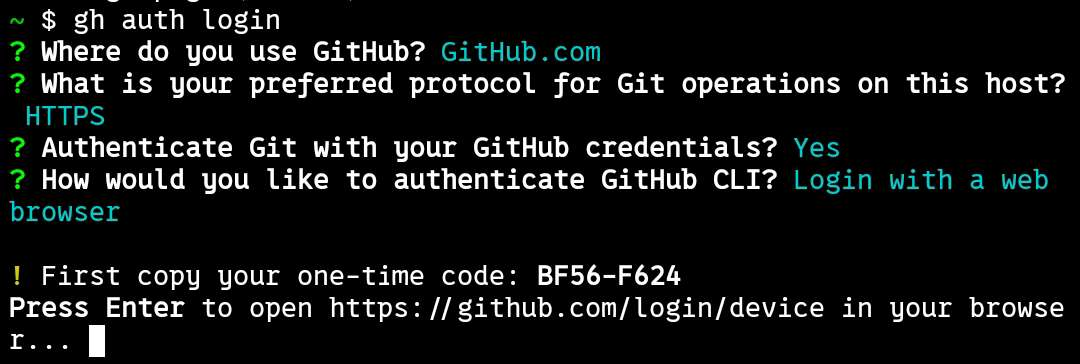 ~ $ gh auth login
? Where do you use GitHub? GitHub.com
? What is your preferred protocol for Git operations on this host?
HTTPS
? Authenticate Git with your GitHub credentials? Yes
? How would you like to authenticate GitHub CLI? Login with a web
browser
! First copy your one-time code: BF56-F624
Press Enter to open https://github.com/login/device in your browse
r...